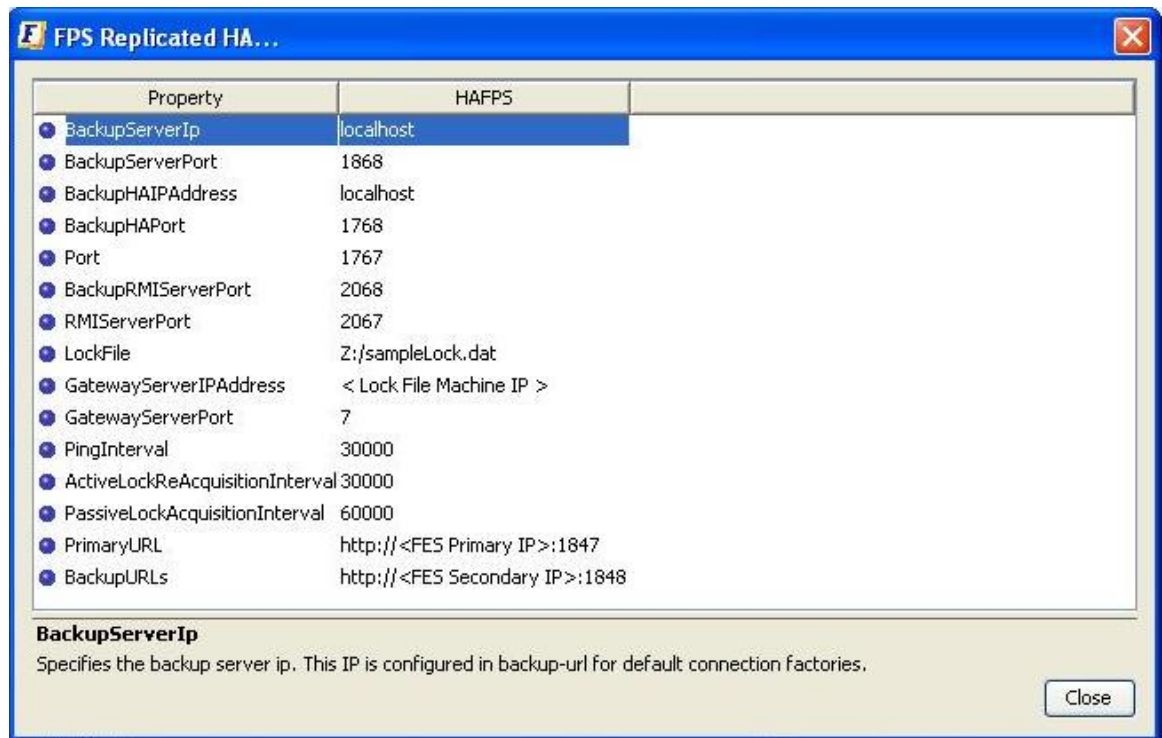 FPS Replicated HA...
Property HAFPS
BackupServerIp localhost
BackupServerPort 1868
BackupHAIPAddress localhost
BackupHAPort 1768
Port 1767
BackupRMIServerPort 2068
RMIServerPort 2067
LockFile Z:/sampleLock.dat
GatewayServerIPAddress < Lock File Machine IP >
GatewayServerPort 7
PingInterval 30000
ActiveLockReAcquisitionInterval 30000
PassiveLockAcquisitionInterval 60000
PrimaryURL http://<FES Primary IP>:1847
BackupURLs http://<FES Secondary IP>:1848
BackupServerIp
Specifies the backup server ip. This IP is configured in backup-url for default connection factories.
Close